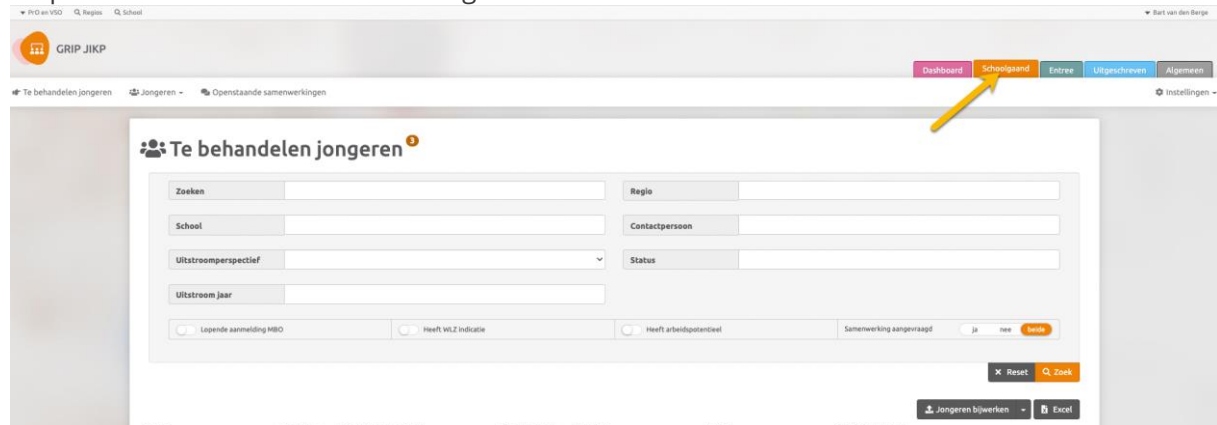 PrO en VSO Regios School Bart van den Berge
GRIP JIKP
Dashboard Schoolgaand Entree Uitgeschreven Algemeen
Te behandelen jongeren Jongeren Openstaande samenwerkingen Instellingen
Te behandelen jongeren 3
Zoeken Regio
School Contactpersoon
Uitstroomperspectief Status
Uitstroom jaar
Lopende aanmelding MBO Heeft WLZ indicatie Heeft arbeidspotentieel Samenwerking aangevraagd ja nee beide
Reset Zoek
Jongeren bijwerken Excel